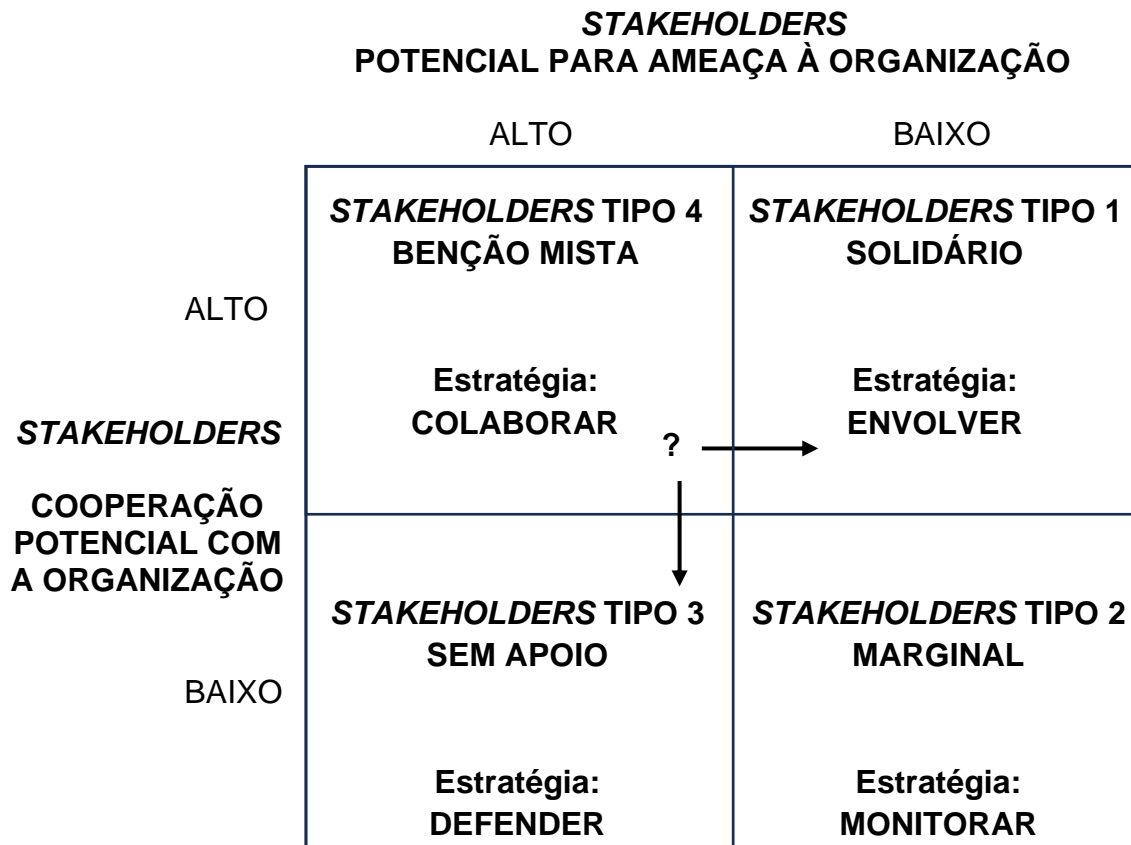 STAKEHOLDERS
POTENCIAL PARA AMEAÇA À ORGANIZAÇÃO
ALTO
BAIXO
STAKEHOLDERS TIPO 4
BENÇÃO MISTA
STAKEHOLDERS TIPO 1
SOLIDÁRIO
ALTO
Estratégia:
COLABORAR
Estratégia:
ENVOLVER
?
STAKEHOLDERS
COOPERAÇÃO
POTENCIAL COM
A ORGANIZAÇÃO
STAKEHOLDERS TIPO 3
SEM APOIO
STAKEHOLDERS TIPO 2
MARGINAL
BAIXO
Estratégia:
DEFENDER
Estratégia:
MONITORAR